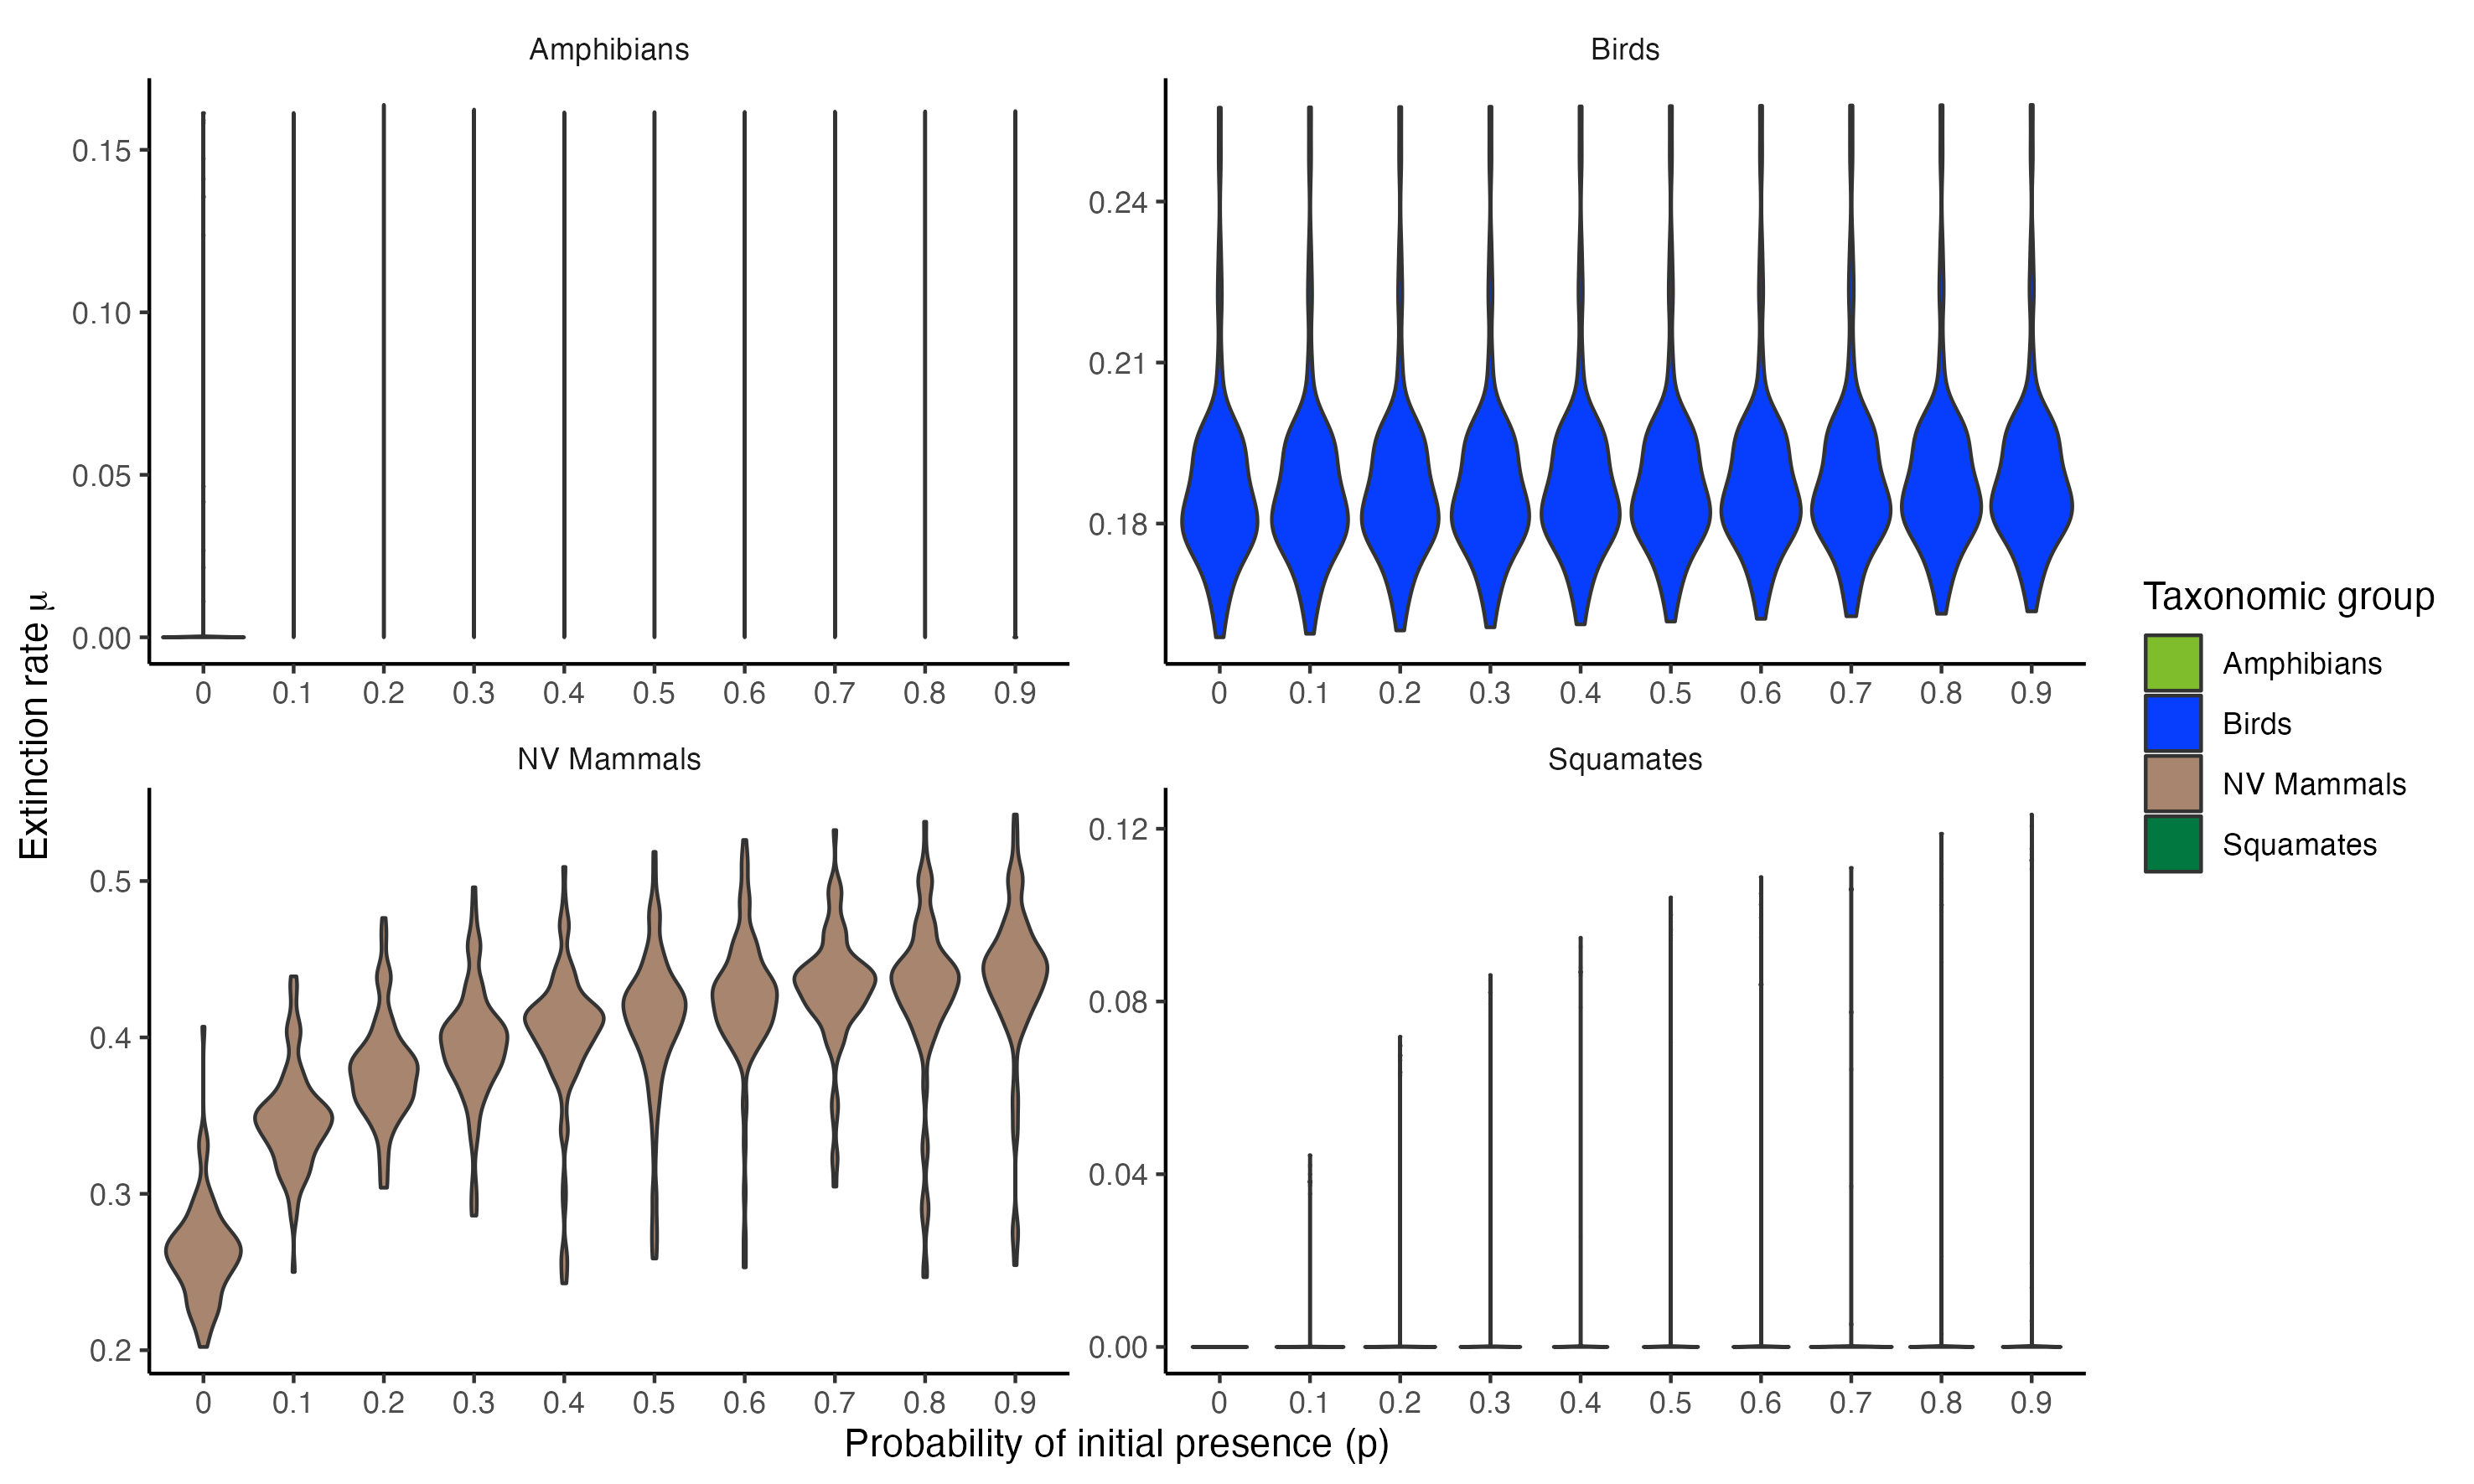 Amphibians
0.15
0.10
0.05
0.00
0 0.1 0.2 0.3 0.4 0.5 0.6 0.7 0.8 0.9
Birds
0.24
0.21
0.18
0 0.1 0.2 0.3 0.4 0.5 0.6 0.7 0.8 0.9
Extinction rate μ
NV Mammals
0.5
0.4
0.3
0.2
0 0.1 0.2 0.3 0.4 0.5 0.6 0.7 0.8 0.9
Squamates
0.12
0.08
0.04
0.00
0 0.1 0.2 0.3 0.4 0.5 0.6 0.7 0.8 0.9
Probability of initial presence (p)
Taxonomic group
Amphibians
Birds
NV Mammals
Squamates